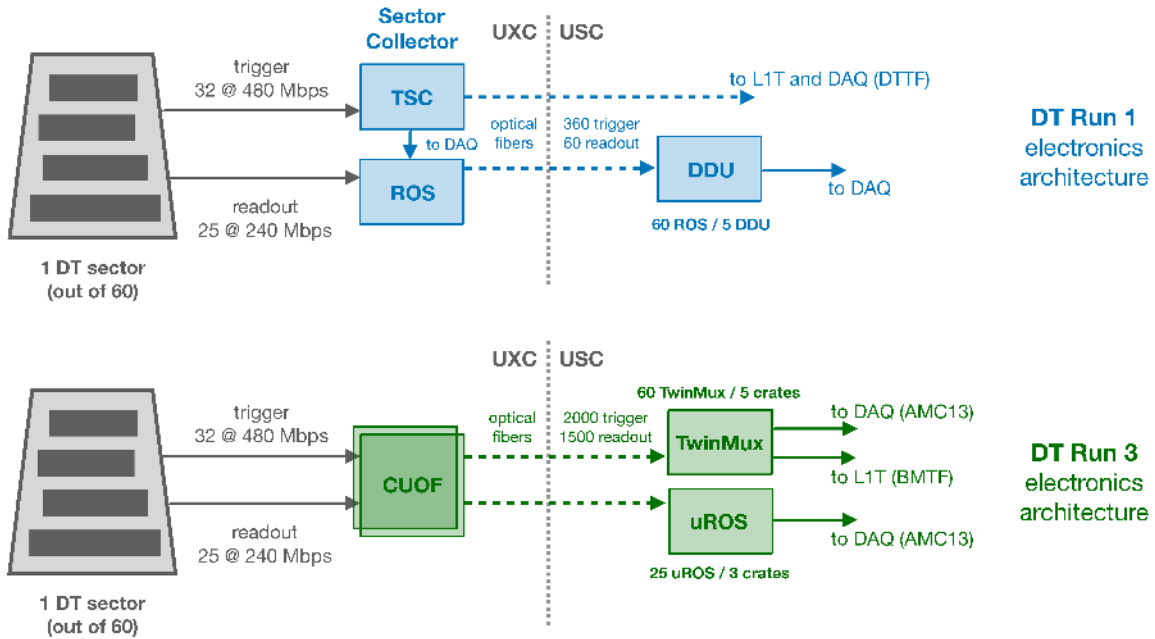 Sector
Collector
UXC
USC
trigger
32 @ 480 Mbps
TSC
to L1T and DAQ (DTTF)
to DAQ
optical
fibers
360 trigger
60 readout
ROS
DDU
to DAQ
readout
25 @ 240 Mbps
60 ROS / 5 DDU
1 DT sector
(out of 60)
DT Run 1
electronics
architecture
UXC
USC
trigger
32 @ 480 Mbps
CUOF
optical
fibers
2000 trigger
1500 readout
60 TwinMux / 5 crates
TwinMux
to DAQ (AMC13)
to L1T (BMTF)
uROS
to DAQ (AMC13)
25 uROS / 3 crates
readout
25 @ 240 Mbps
1 DT sector
(out of 60)
DT Run 3
electronics
architecture